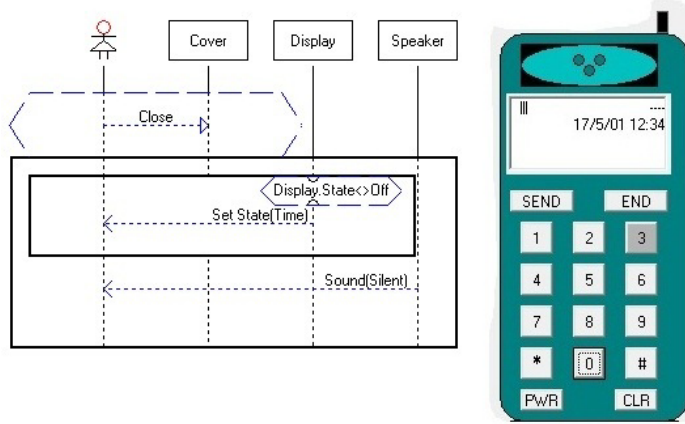 Cover
Display
Speaker
Close
Display.State<>Off
Set State(Time)
Sound(Silent)
17/5/01 12:34
SEND
END
1 2 3
4 5 6
7 8 9
* 0 #
PWR
CLR